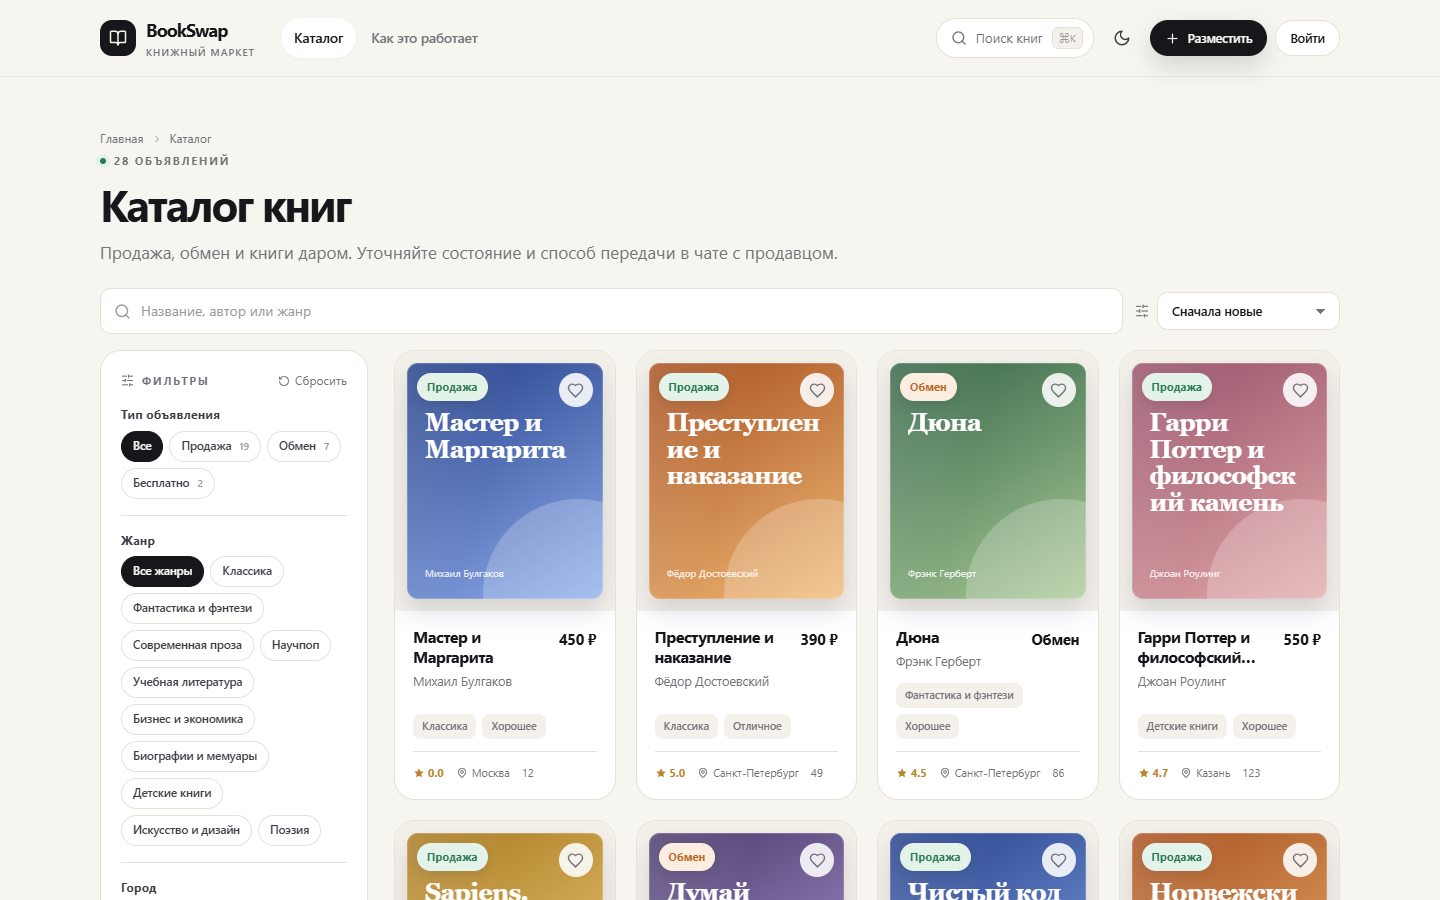 BookSwap
КНИЖНЫЙ МАРКЕТ
Каталог
Как это работает
Поиск книг
⌘K
Разместить
Войти
Главная > Каталог
28 ОБЪЯВЛЕНИЙ
Каталог книг
Продажа, обмен и книги даром. Уточняйте состояние и способ передачи в чате с продавцом.
Название, автор или жанр
Сначала новые
ФИЛЬТРЫ
Сбросить
Тип объявления
Все
Продажа 19
Обмен 7
Бесплатно 2
Жанр
Все жанры
Классика
Фантастика и фэнтези
Современная проза
Научпоп
Учебная литература
Бизнес и экономика
Биографии и мемуары
Детские книги
Искусство и дизайн
Поэзия
Город
Продажа
Мастер и
Маргарита
Михаил Булгаков
Мастер и
Маргарита
450 ₽
Михаил Булгаков
Классика
Хорошее
0.0
Москва
12
Продажа
Преступлен
ие и
наказание
Фёдор Достоевский
Преступление и
наказание
390 ₽
Фёдор Достоевский
Классика
Отличное
5.0
Санкт-Петербург
49
Обмен
Дюна
Фрэнк Герберт
Дюна
Обмен
Фрэнк Герберт
Фантастика и фэнтези
Хорошее
4.5
Санкт-Петербург
86
Продажа
Гарри
Поттер и
философск
ий камень
Джоан Роулинг
Гарри Поттер и
философский...
550 ₽
Джоан Роулинг
Детские книги
Хорошее
4.7
Казань
123
Продажа
Sapiens.
Обмен
Думай
Продажа
Чистый код
Продажа
Норвежски